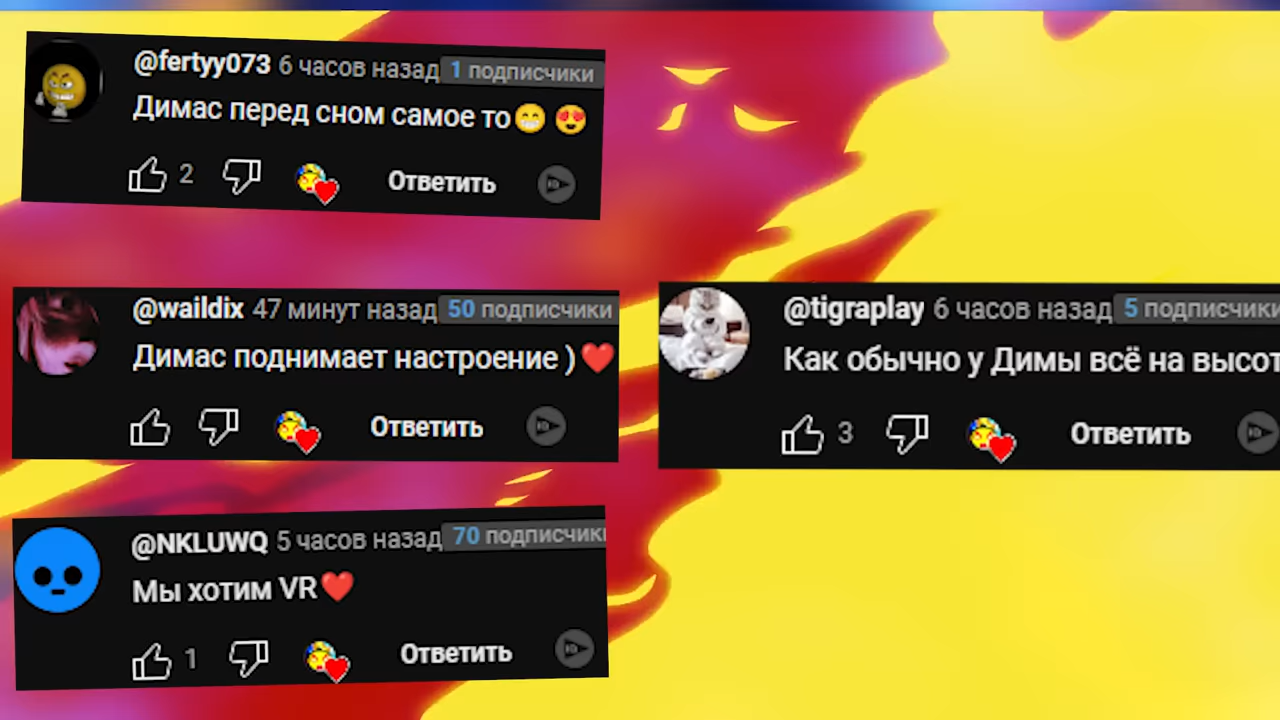 @fertyy073 6 часов назад 1 подписчики
Димас перед сном самое то😁 😍
2 Ответить
@waildix 47 минут назад 50 подписчики
Димас поднимает настроение ) ❤️
Ответить
@tigraplay 6 часов назад 5 подписчики
Как обычно у Димы всё на высот
3 Ответить
@NKLUWQ 5 часов назад 70 подписчики
Мы хотим VR❤️
1 Ответить